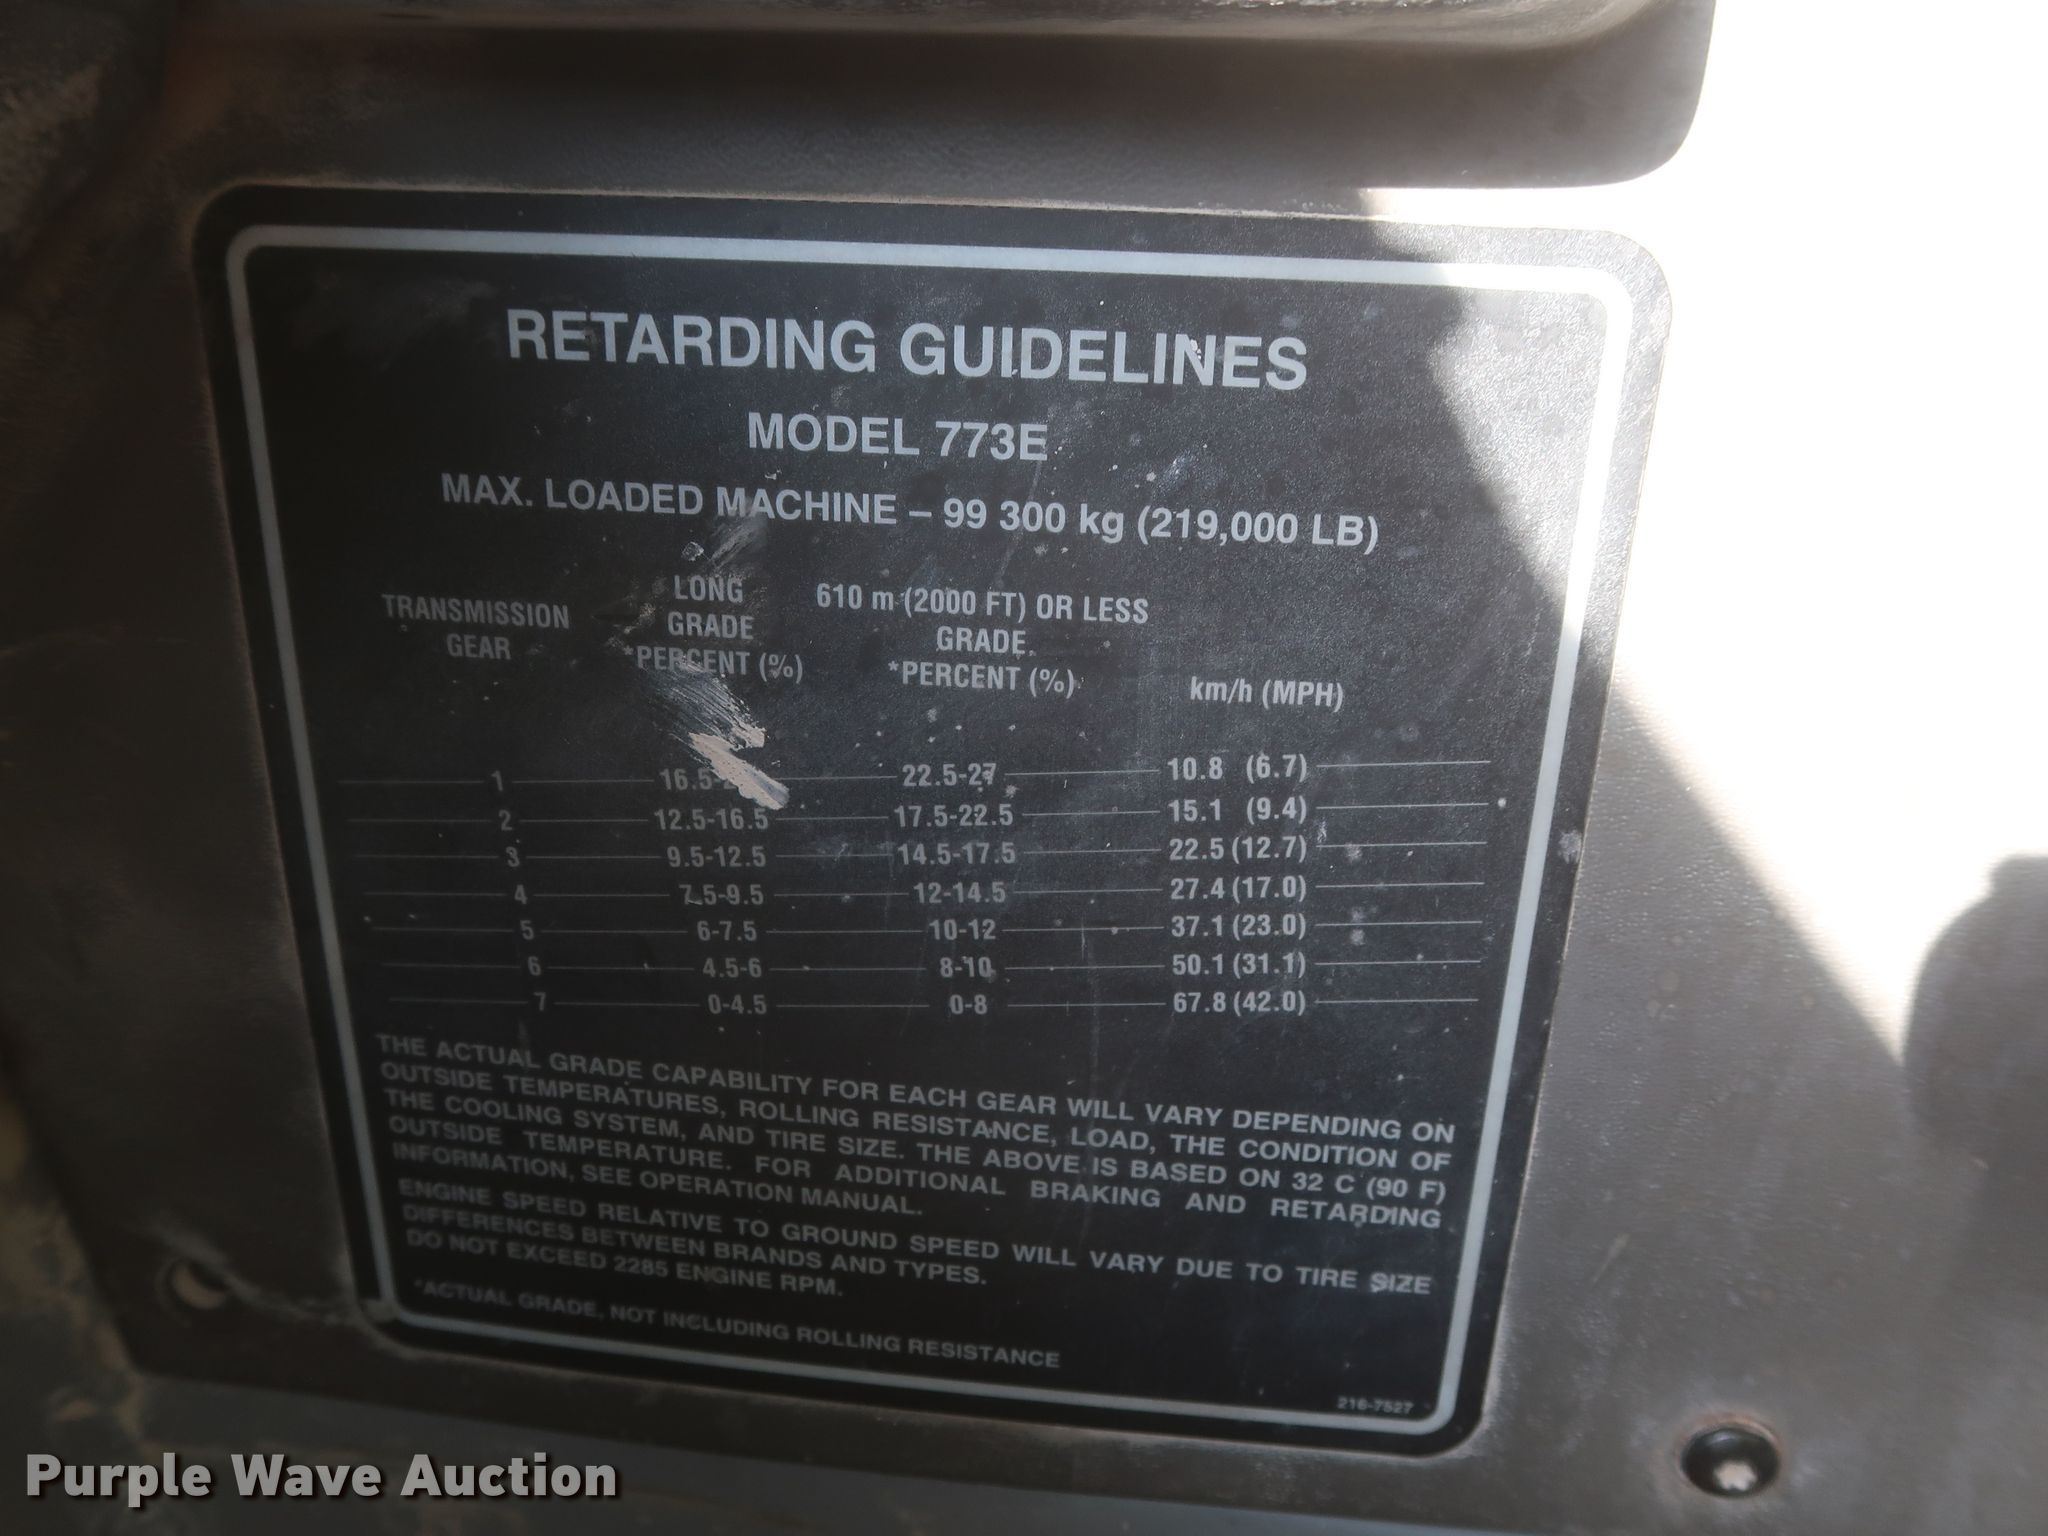 RETARDING GUIDELINES
MODEL 773E
MAX. LOADED MACHINE – 99 300 kg (219,000 LB)
TRANSMISSION GEAR LONG GRADE *PERCENT (%) 610 m (2000 FT) OR LESS GRADE *PERCENT (%) km/h (MPH)
1 16.5- 22.5-27 10.8 (6.7)
2 12.5-16.5 17.5-22.5 15.1 (9.4)
3 9.5-12.5 14.5-17.5 22.5 (12.7)
4 7.5-9.5 12-14.5 27.4 (17.0)
5 6-7.5 10-12 37.1 (23.0)
6 4.5-6 8-10 50.1 (31.1)
7 0-4.5 0-8 67.8 (42.0)
THE ACTUAL GRADE CAPABILITY FOR EACH GEAR WILL VARY DEPENDING ON
OUTSIDE TEMPERATURES, ROLLING RESISTANCE, LOAD, THE CONDITION OF
THE COOLING SYSTEM, AND TIRE SIZE. THE ABOVE IS BASED ON 32 C (90 F)
OUTSIDE TEMPERATURE. FOR ADDITIONAL BRAKING AND RETARDING
INFORMATION, SEE OPERATION MANUAL.
ENGINE SPEED RELATIVE TO GROUND SPEED WILL VARY DUE TO TIRE SIZE
DIFFERENCES BETWEEN BRANDS AND TYPES.
DO NOT EXCEED 2285 ENGINE RPM.
*ACTUAL GRADE, NOT INCLUDING ROLLING RESISTANCE
216-7527
Purple Wave Auction